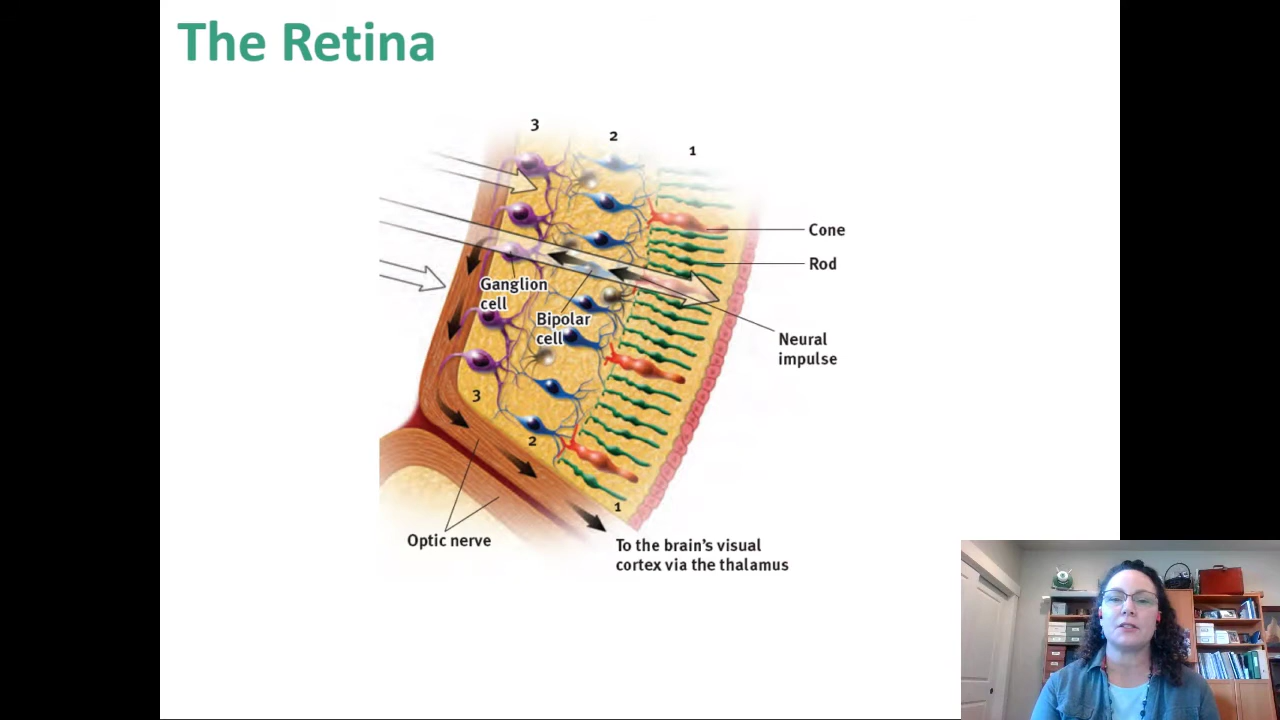 The Retina
3
2
1
Cone
Rod
Ganglion
cell
Bipolar
cell
Neural
impulse
3
2
1
Optic nerve
To the brain's visual
cortex via the thalamus